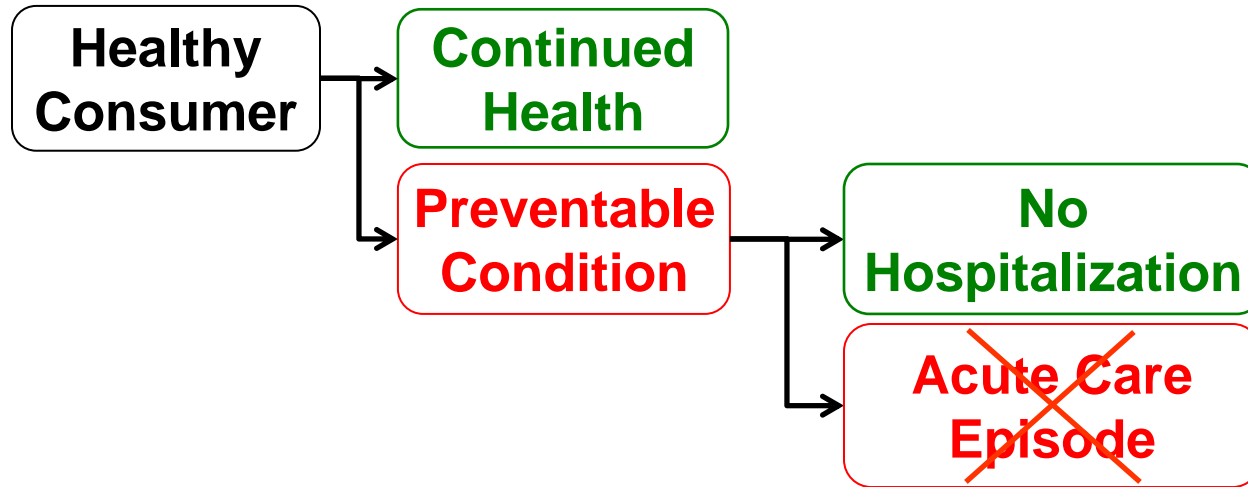 Healthy
Consumer
Continued
Health
Preventable
Condition
No
Hospitalization
Acute Care
Episode